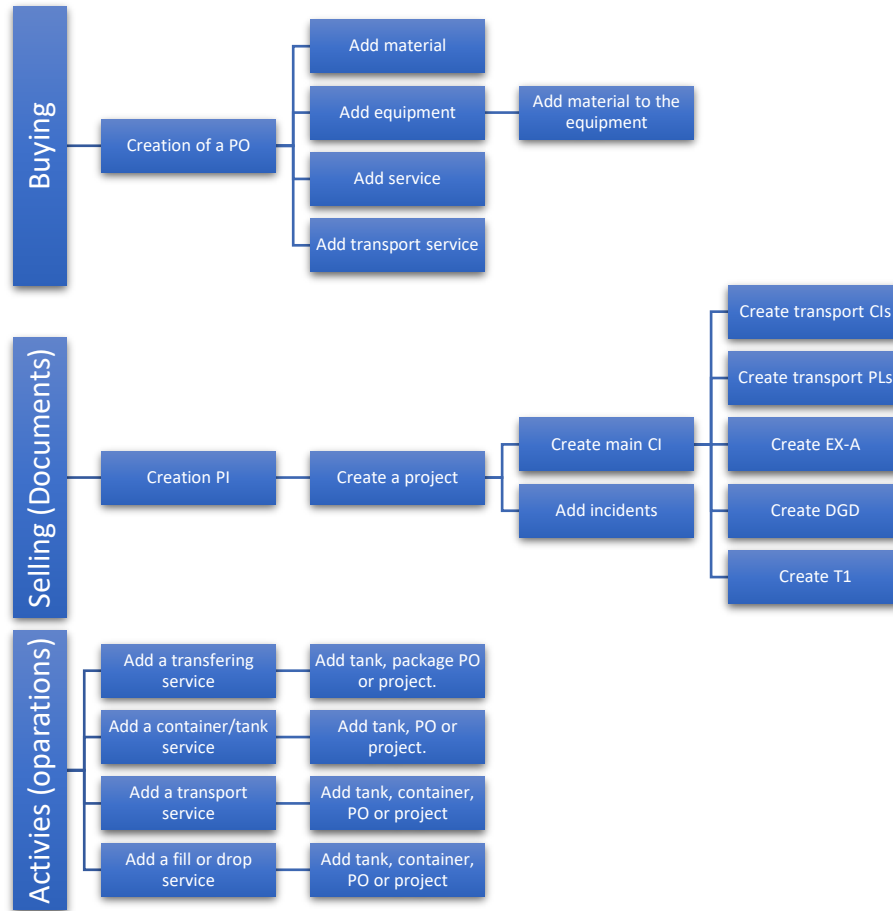 Buying
Creation of a PO
Add material
Add equipment
Add material to the
equipment
Add service
Add transport service
Selling (Documents)
Creation PI
Create a project
Create main CI
Add incidents
Create transport CIs
Create transport PLs
Create EX-A
Create DGD
Create T1
Activies (oparations)
Add a transfering
service
Add tank, package PO
or project.
Add a container/tank
service
Add tank, PO or
project.
Add a transport
service
Add tank, container,
PO or project
Add a fill or drop
service
Add tank, container,
PO or project